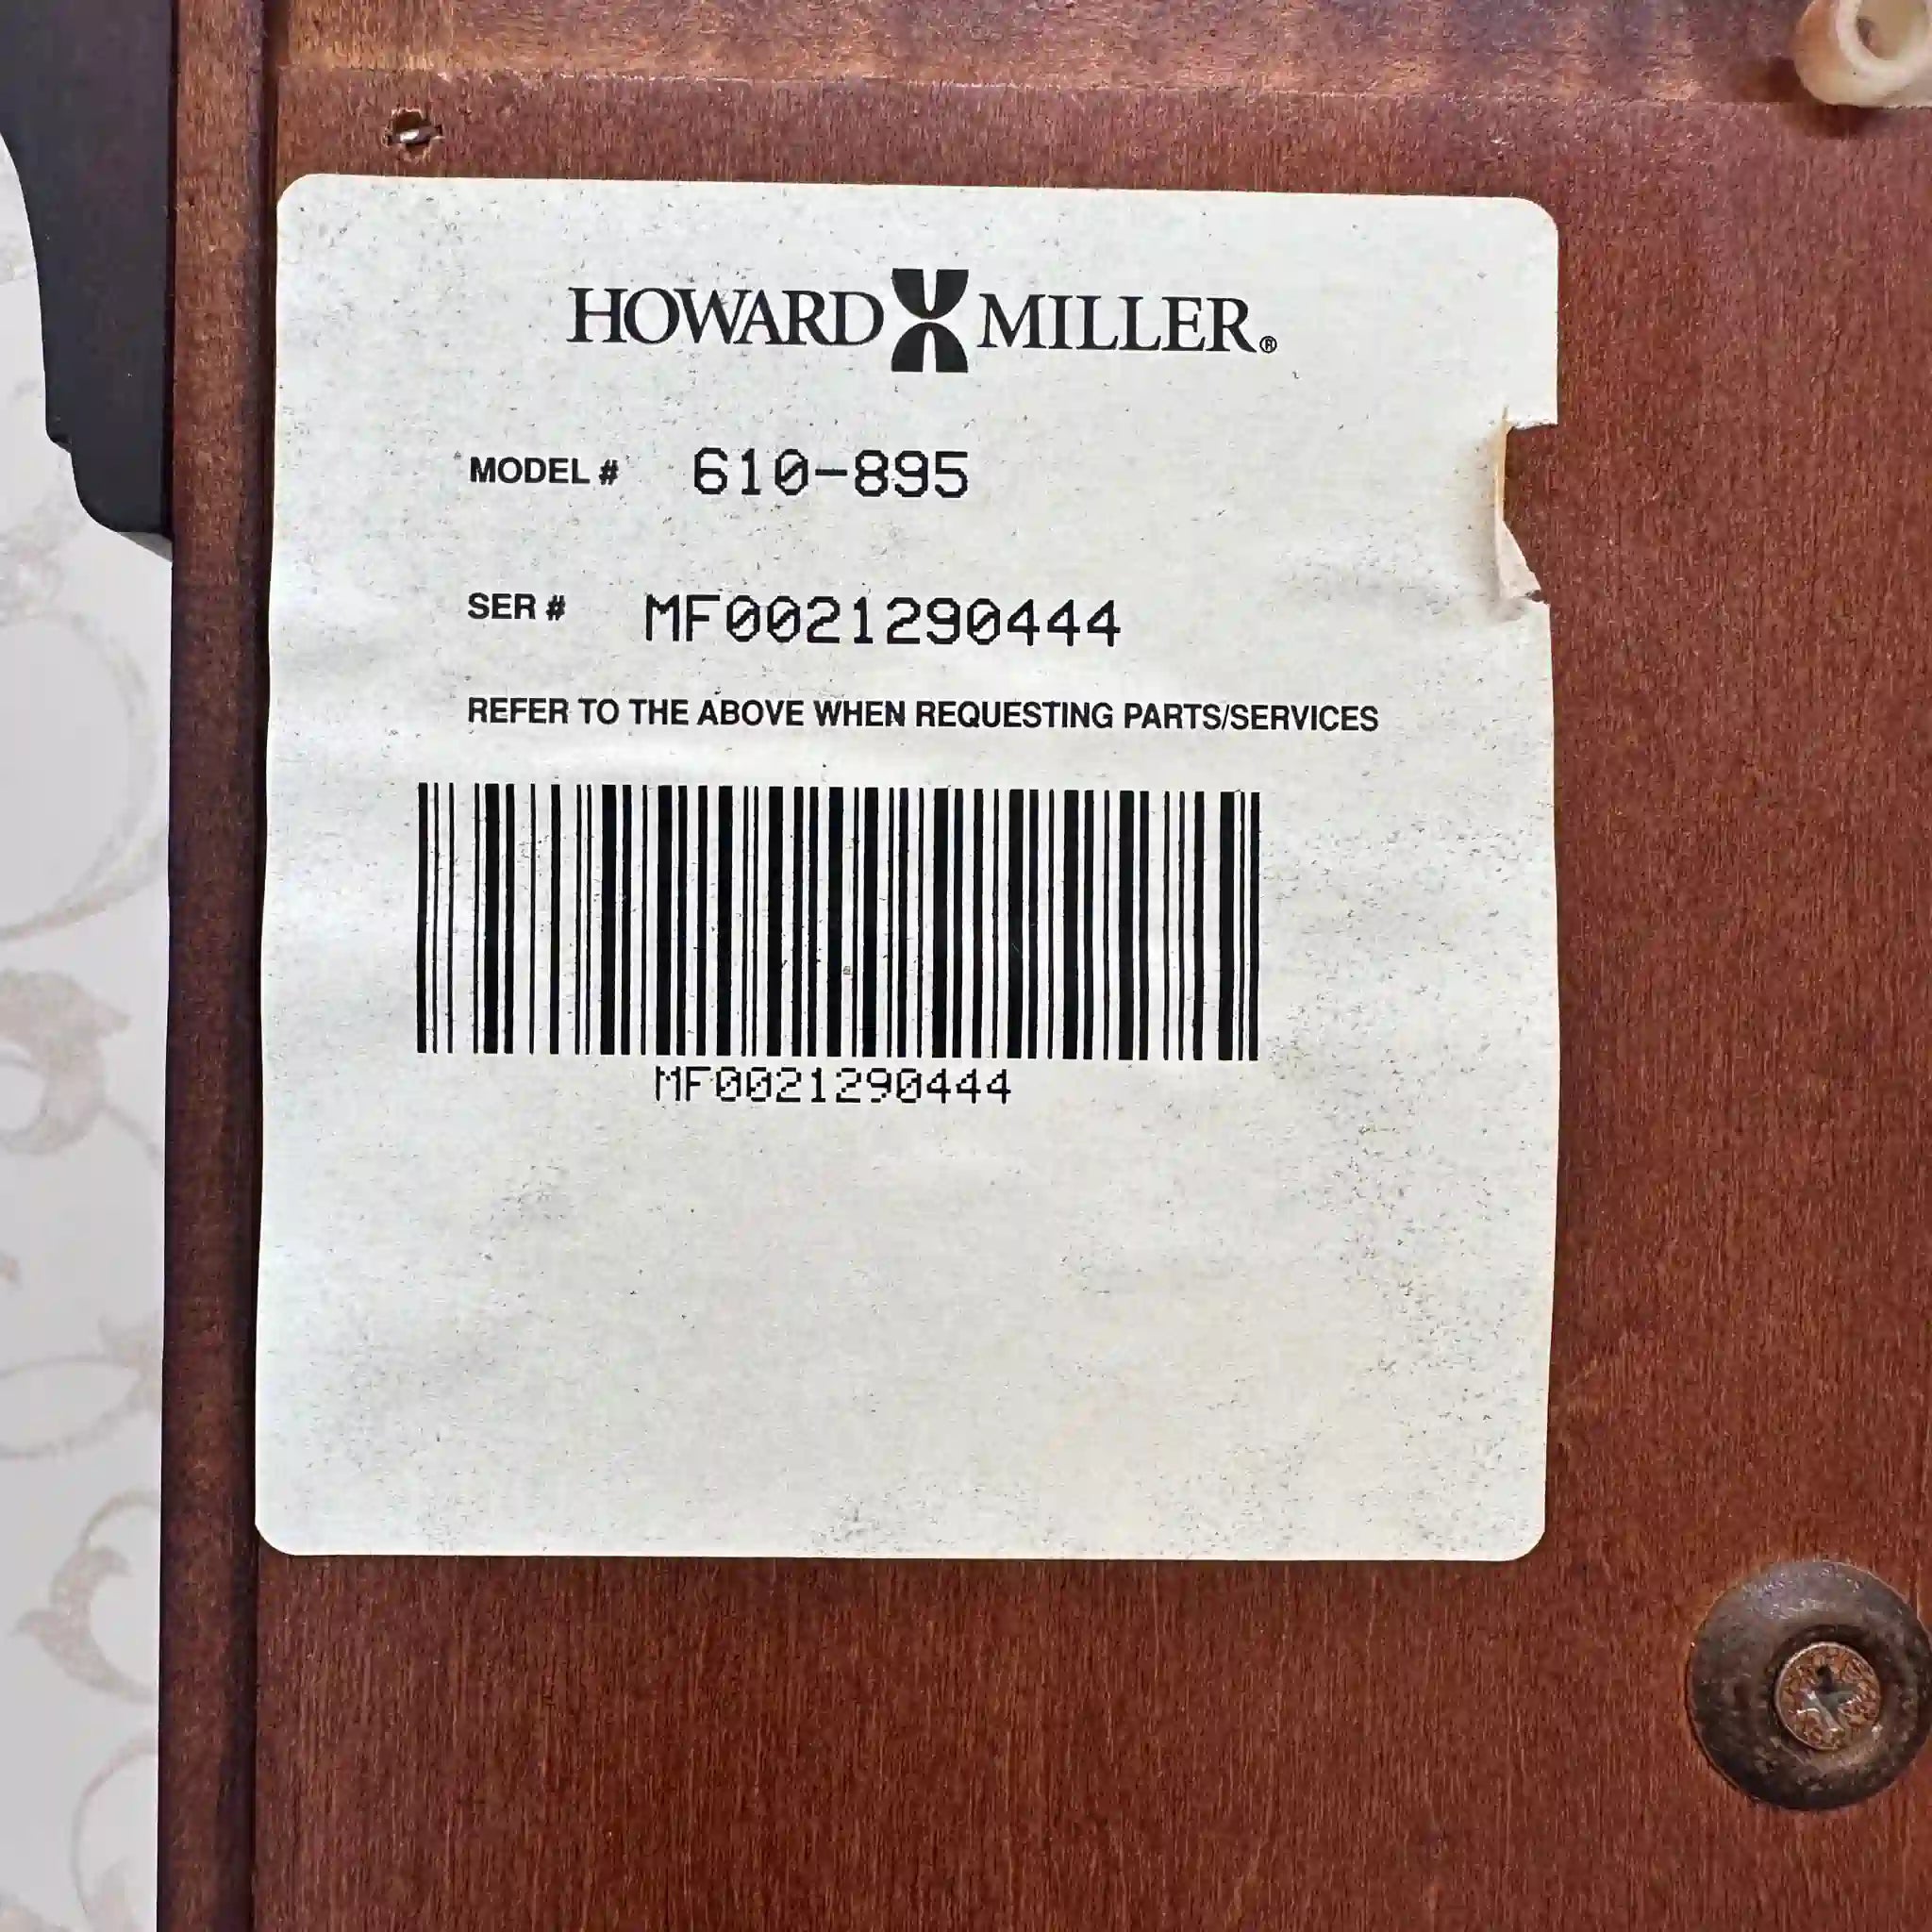 HOWARD MILLER®
MODEL # 610-895
SER # MF0021290444
REFER TO THE ABOVE WHEN REQUESTING PARTS/SERVICES
MF0021290444